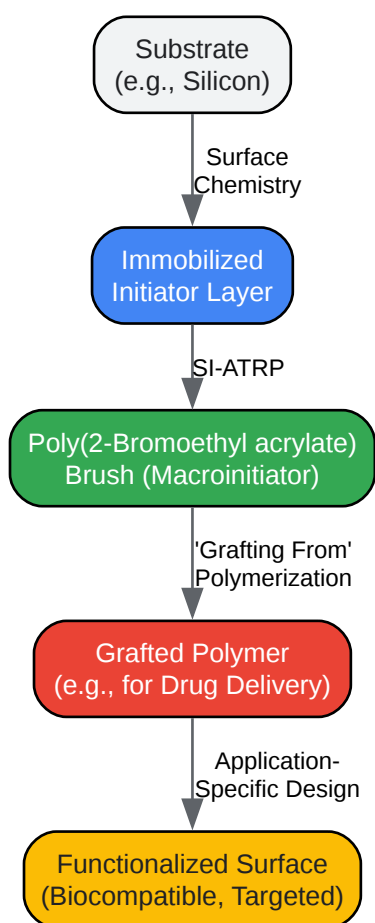 Substrate
(e.g., Silicon)
Surface
Chemistry
Immobilized
Initiator Layer
SI-ATRP
Poly(2-Bromoethyl acrylate)
Brush (Macroinitiator)
'Grafting From'
Polymerization
Grafted Polymer
(e.g., for Drug Delivery)
Application-
Specific Design
Functionalized Surface
(Biocompatible, Targeted)